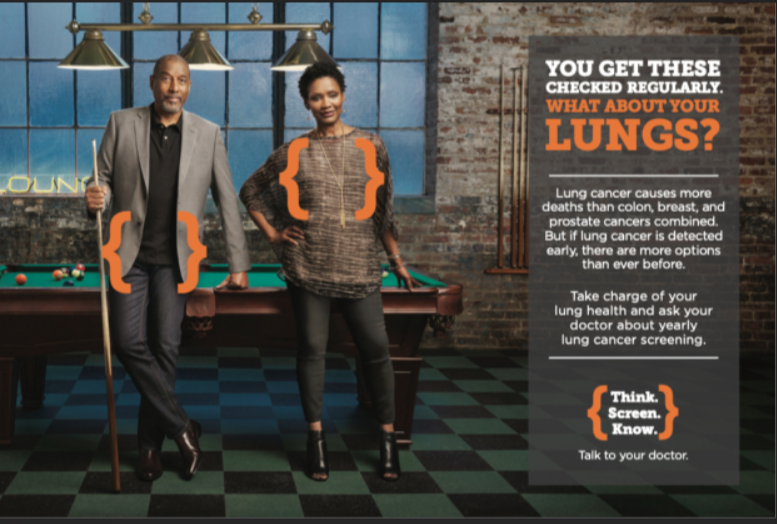 LOUN
YOU GET THESE
CHECKED REGULARLY.
WHAT ABOUT YOUR
LUNGS?
Lung cancer causes more
deaths than colon, breast, and
prostate cancers combined.
But if lung cancer is detected
early, there are more options
than ever before.
Take charge of your
lung health and ask your
doctor about yearly
lung cancer screening.
{Think.
Screen.
Know.}
Talk to your doctor.